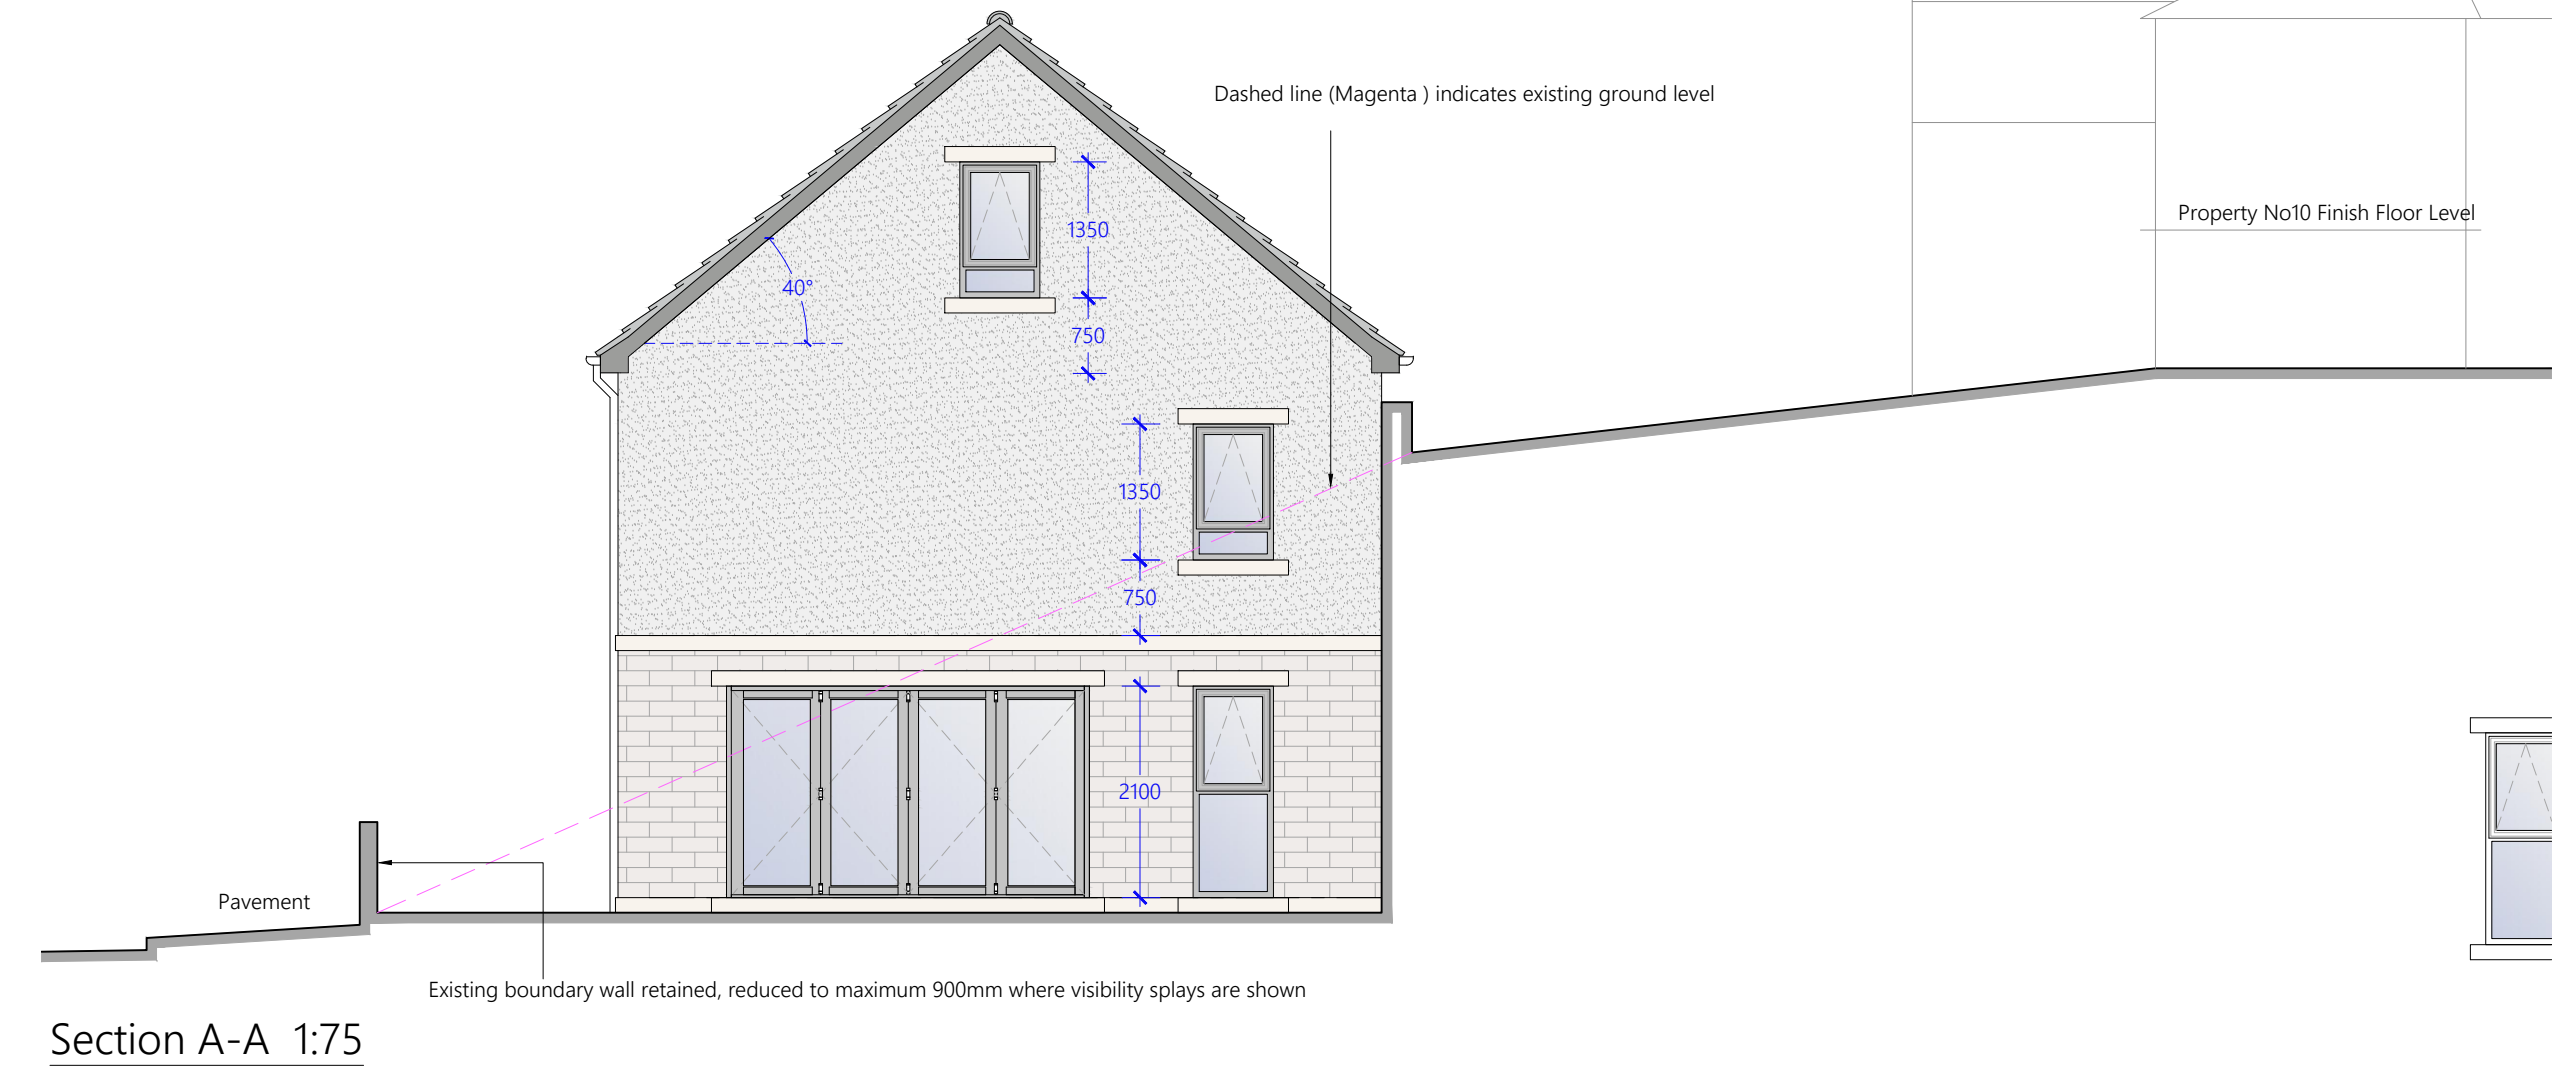 Dashed line (Magenta ) indicates existing ground level
1350
Property No10 Finish Floor Level
40°
750
1350
750
2100
Pavement
Existing boundary wall retained, reduced to maximum 900mm where visibility splays are shown
Section A-A 1:75